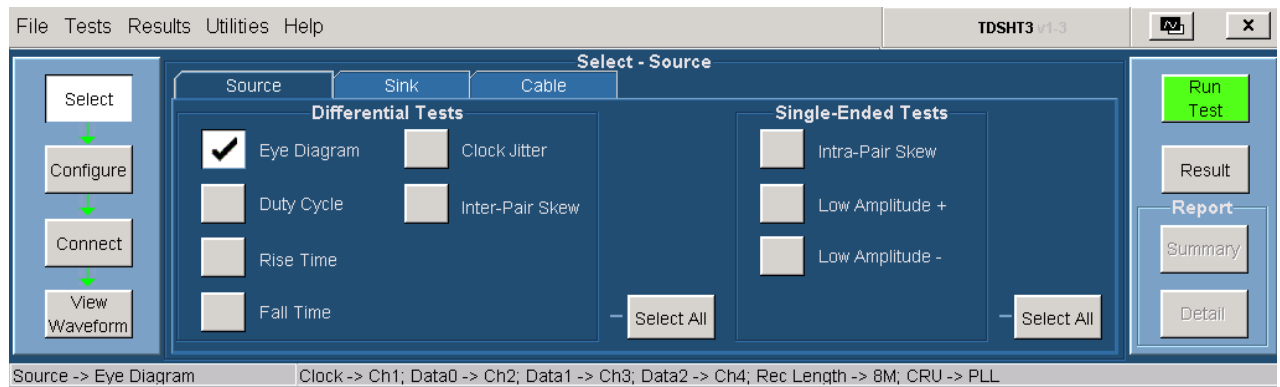 File Tests Results Utilities Help
TDSHT3 v1-3
x
Select - Source
Select
Configure
Connect
View
Waveform
Source Sink Cable
Differential Tests
Eye Diagram Clock Jitter
Duty Cycle Inter-Pair Skew
Rise Time
Fall Time
Select All
Single-Ended Tests
Intra-Pair Skew
Low Amplitude +
Low Amplitude -
Select All
Run
Test
Result
Report
Summary
Detail
Source -> Eye Diagram Clock -> Ch1; Data0 -> Ch2; Data1 -> Ch3; Data2 -> Ch4; Rec Length -> 8M; CRU -> PLL